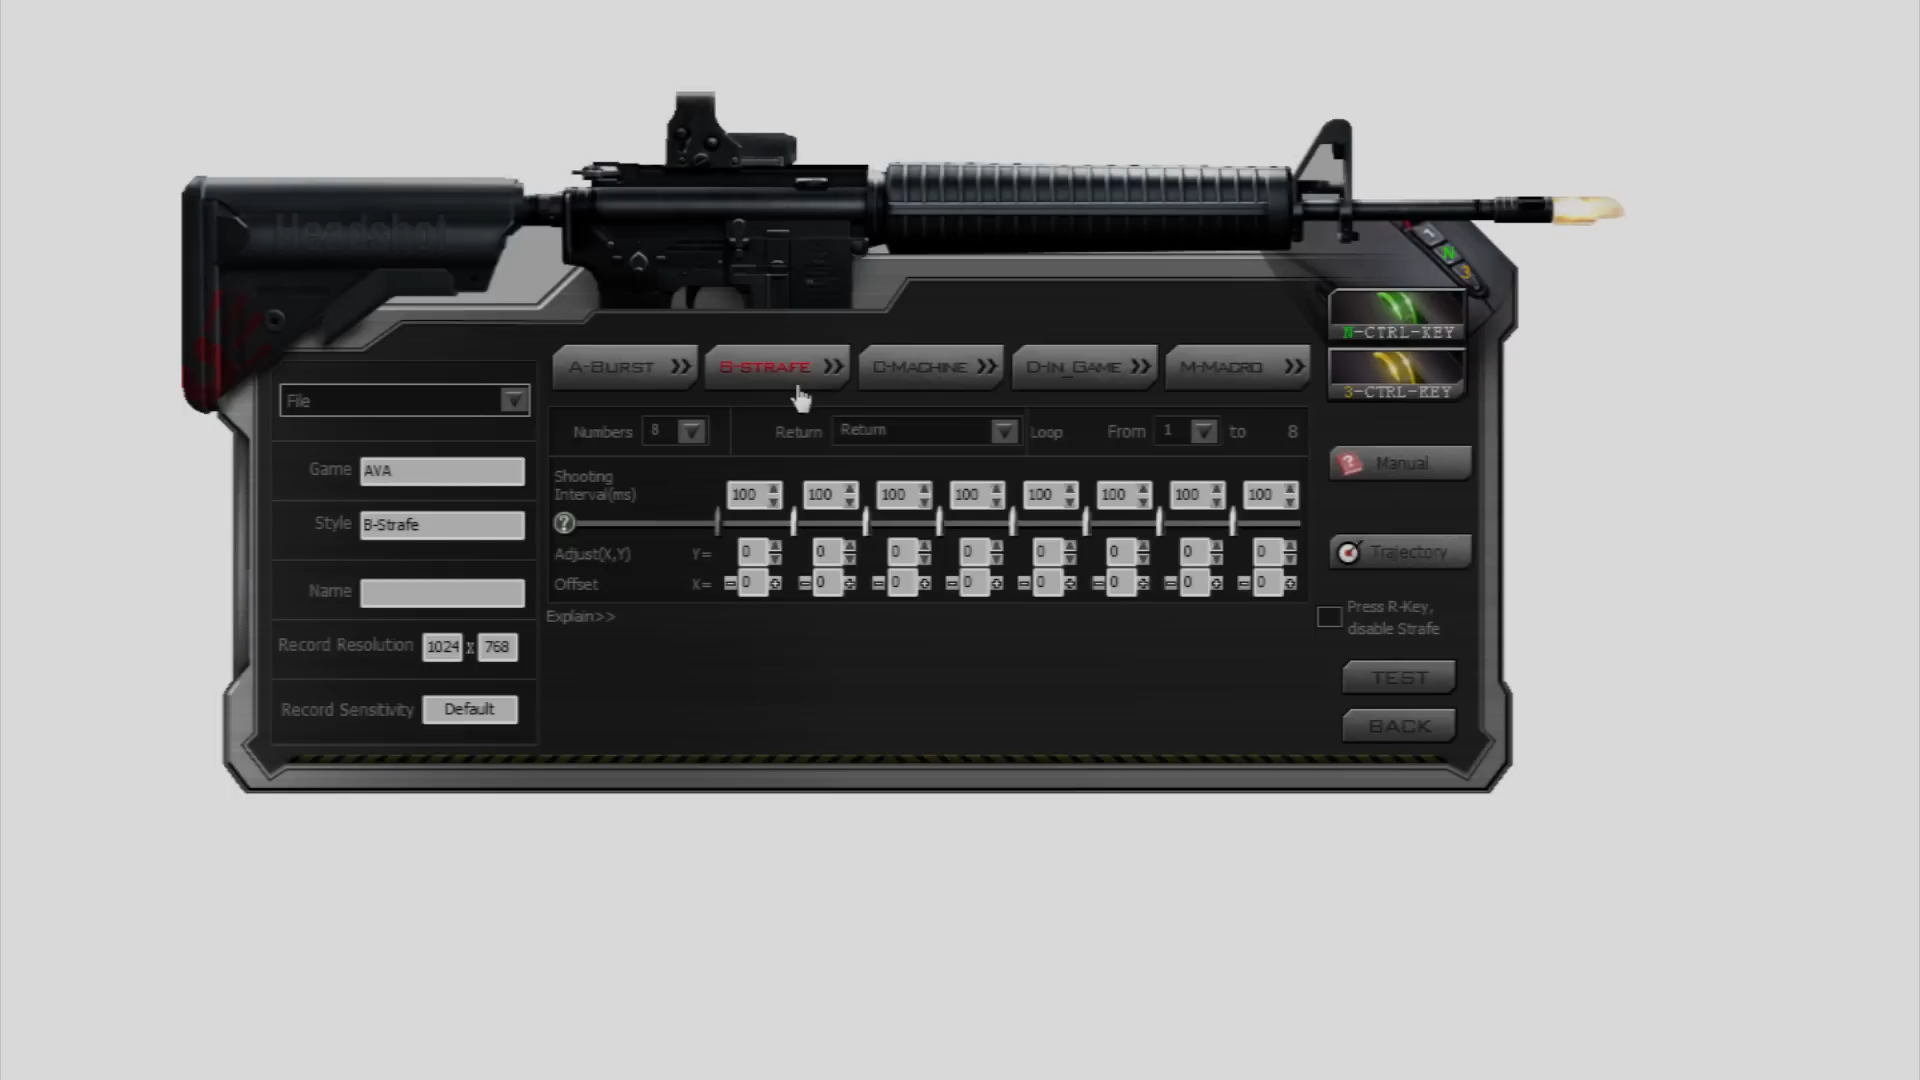 Headshot
N
3
N-CTRL-KEY
3-CTRL-KEY
A-BURST
B-STRAFE
C-MACHINE
D-IN_GAME
M-MACRO
File
Numbers 8 Return Return Loop From 1 to 8
Game AVA
Manual
Shooting
Interval(ms)
100 100 100 100 100 100 100 100
Style B-Strafe
?
Adjust(X,Y) Y= 0 0 0 0 0 0 0 0
Trajectory
Offset X= 0 0 0 0 0 0 0 0
Name
Explain>>
Press R-Key,
disable Strafe
Record Resolution 1024 x 768
TEST
Record Sensitivity Default
BACK